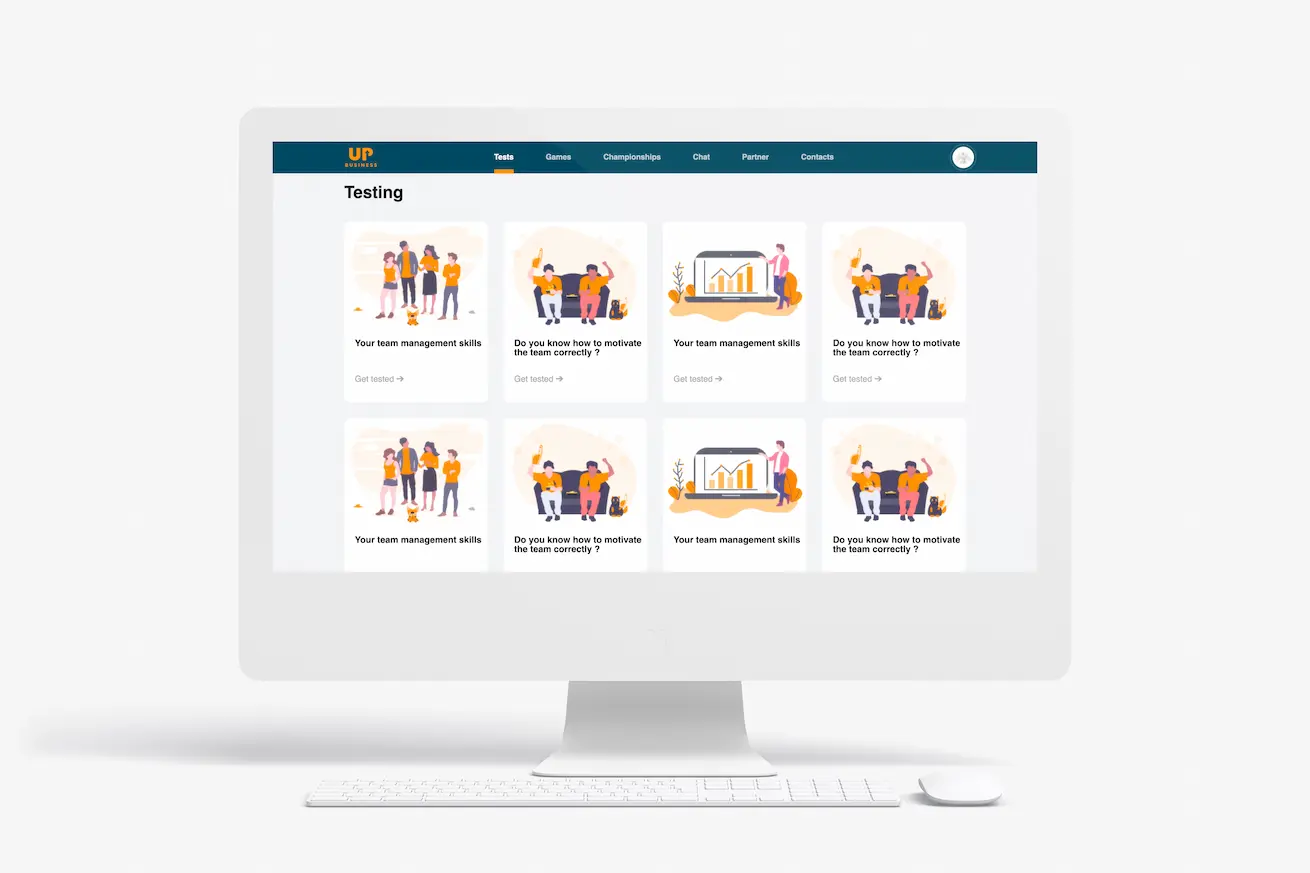 UP
BUSINESS
Tests Games Championships Chat Partner Contacts
Testing
Your team management skills
Get tested →
Do you know how to motivate
the team correctly ?
Get tested →
Your team management skills
Get tested →
Do you know how to motivate
the team correctly ?
Get tested →
Your team management skills
Do you know how to motivate
the team correctly ?
Your team management skills
Do you know how to motivate
the team correctly ?